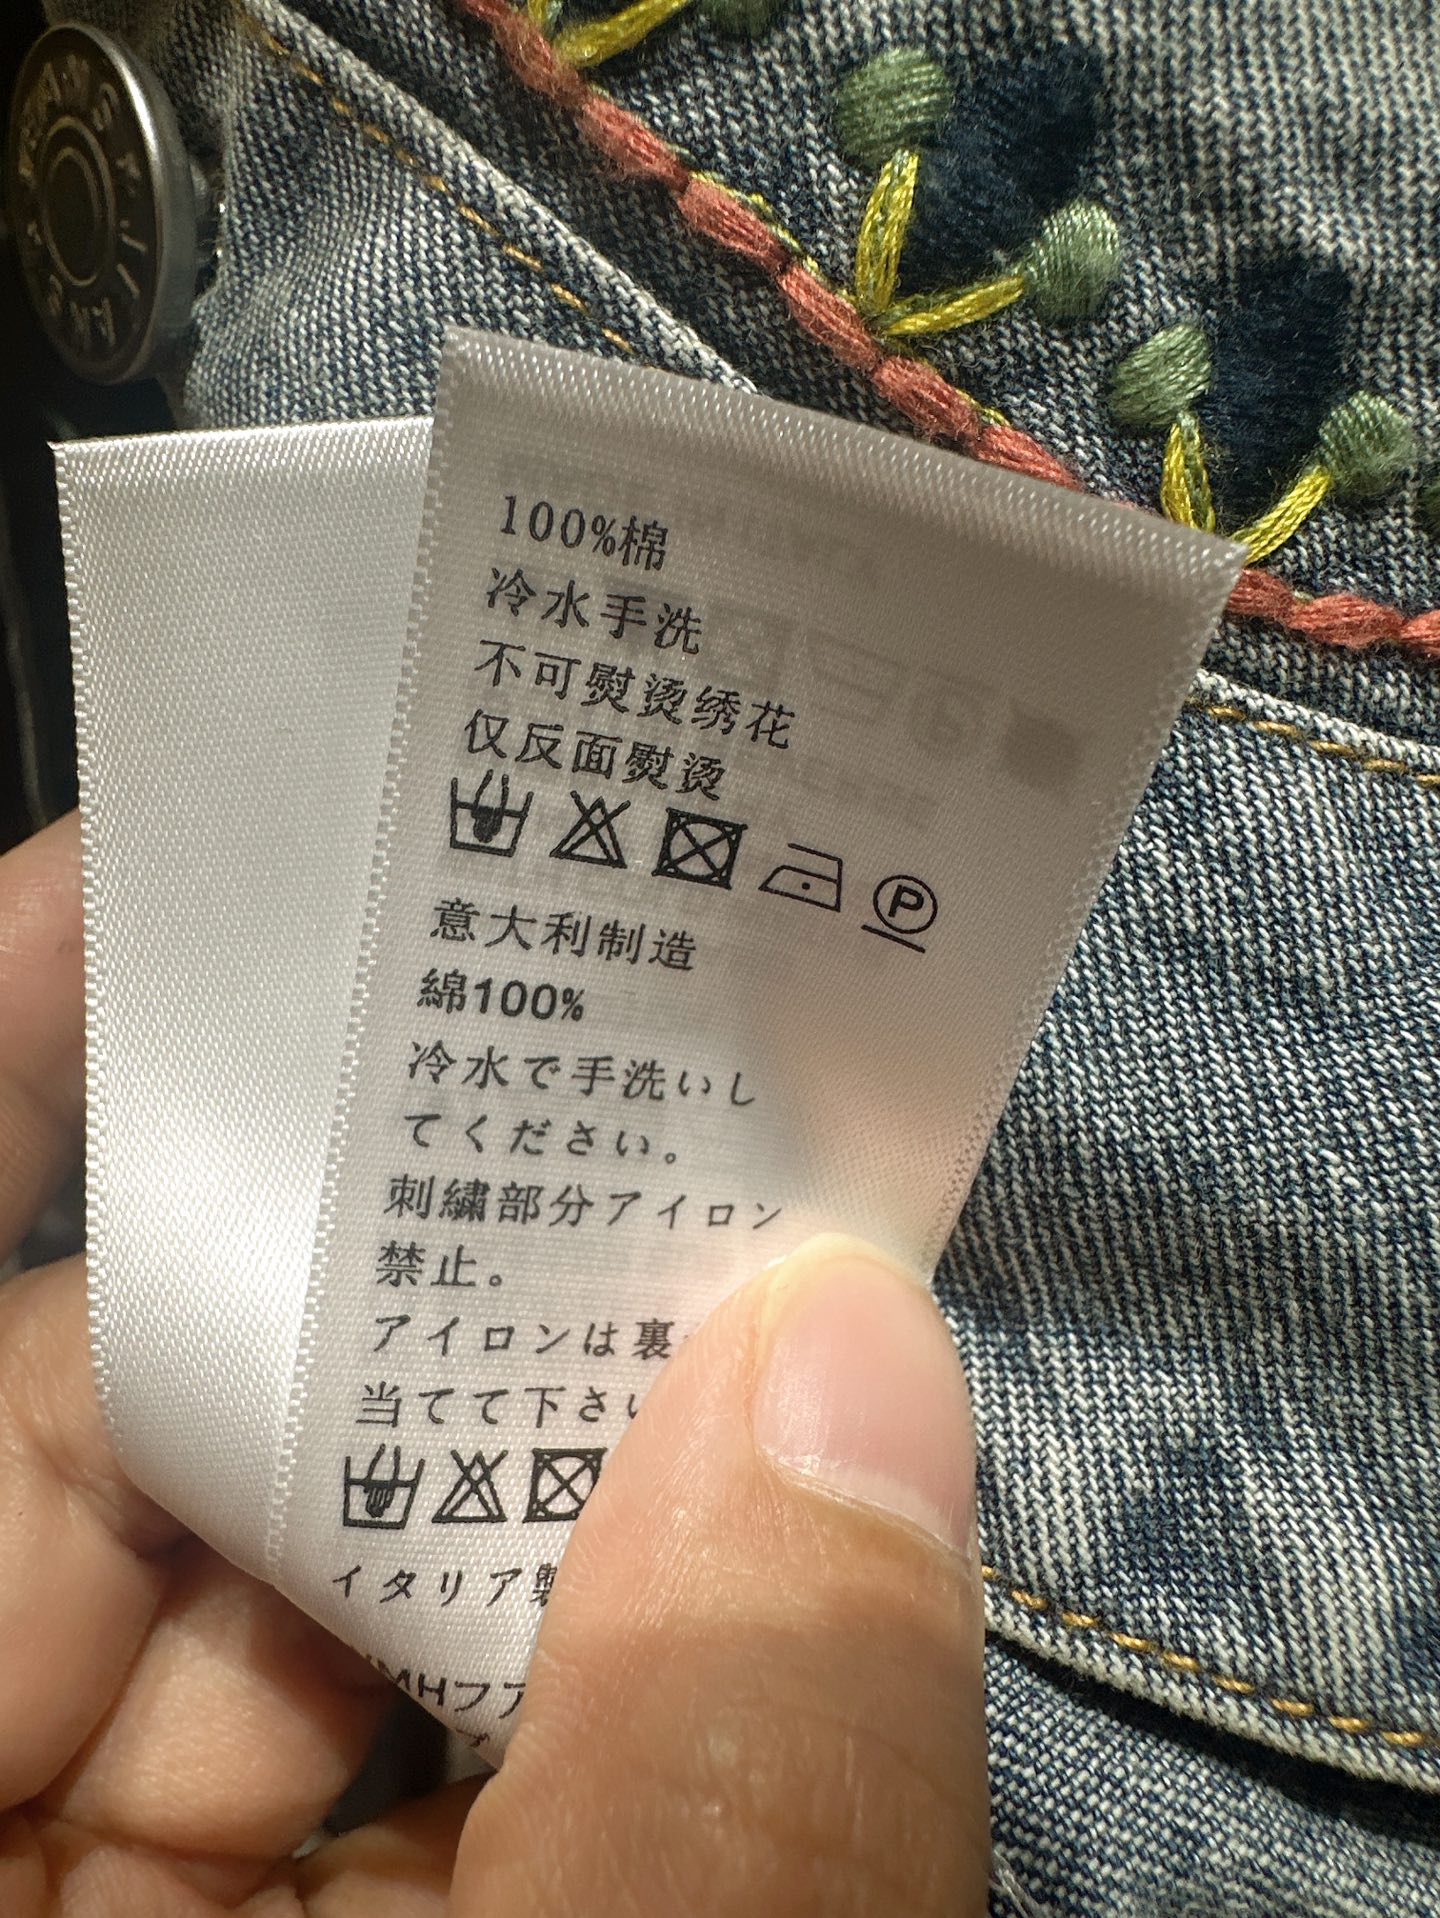 100%棉
冷水手洗
不可熨烫绣花
仅反面熨烫
P
意大利制造
綿100%
冷水で手洗いし
てください。
刺繍部分アイロン
禁止。
アイロンは裏
当てて下さい
イタリア製